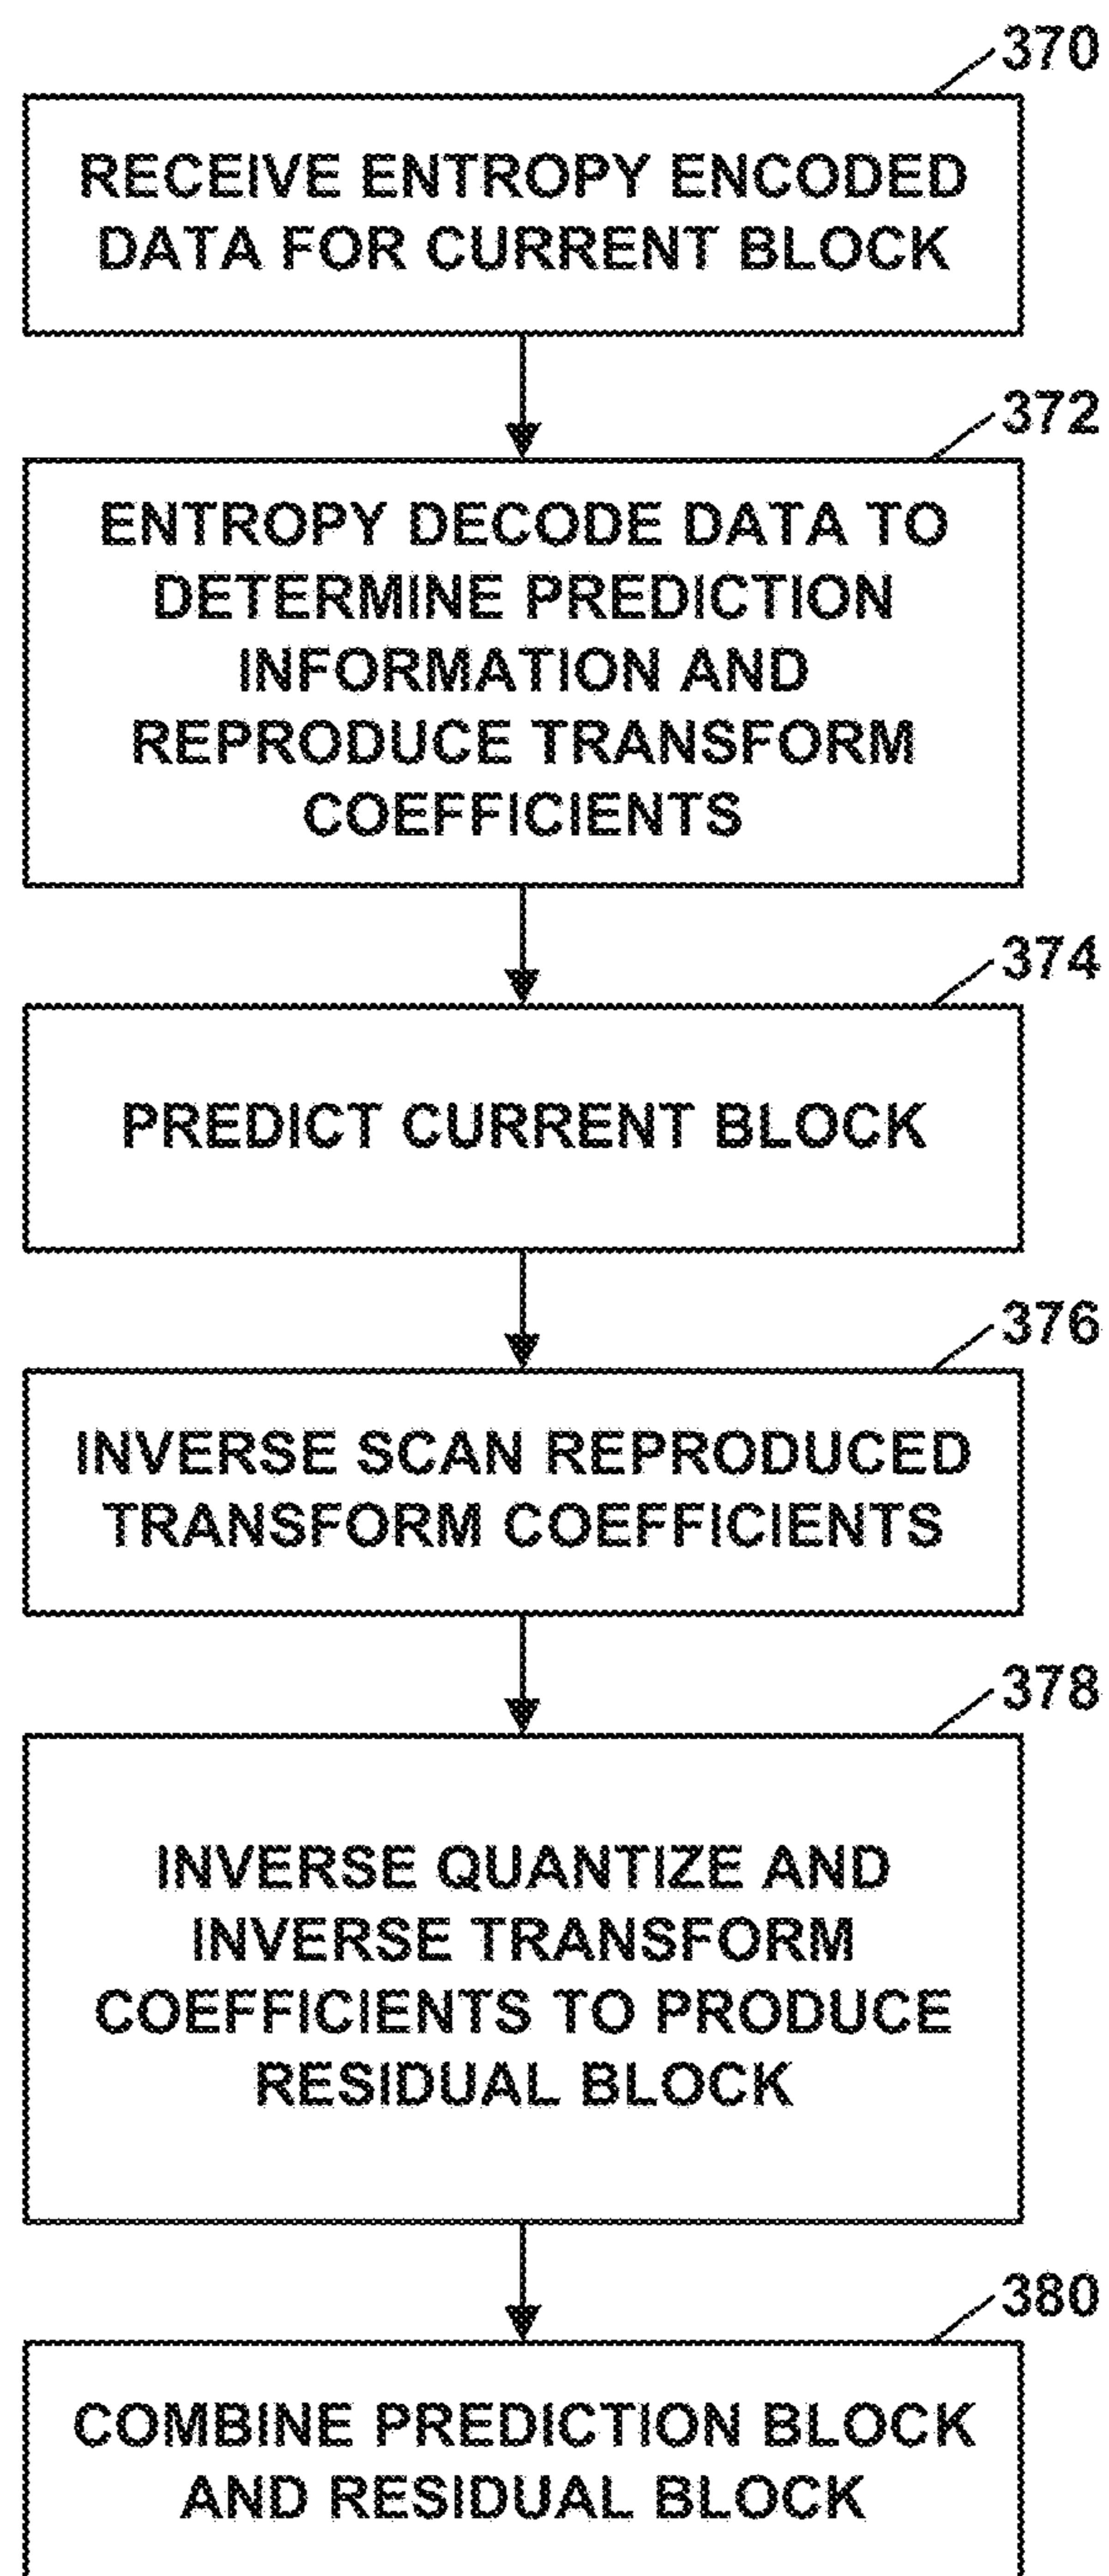 370
RECEIVE ENTROPY ENCODED
DATA FOR CURRENT BLOCK
372
ENTROPY DECODE DATA TO
DETERMINE PREDICTION
INFORMATION AND
REPRODUCE TRANSFORM
COEFFICIENTS
374
PREDICT CURRENT BLOCK
376
INVERSE SCAN REPRODUCED
TRANSFORM COEFFICIENTS
378
INVERSE QUANTIZE AND
INVERSE TRANSFORM
COEFFICIENTS TO PRODUCE
RESIDUAL BLOCK
380
COMBINE PREDICTION BLOCK
AND RESIDUAL BLOCK